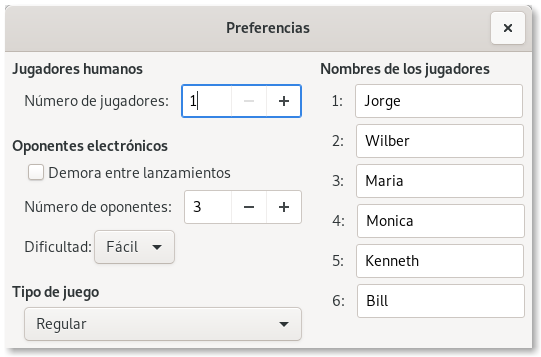 Preferencias
Jugadores humanos
Número de jugadores: 1
Oponentes electrónicos
Demora entre lanzamientos
Número de oponentes: 3
Dificultad: Fácil
Tipo de juego
Regular
Nombres de los jugadores
1: Jorge
2: Wilber
3: Maria
4: Monica
5: Kenneth
6: Bill